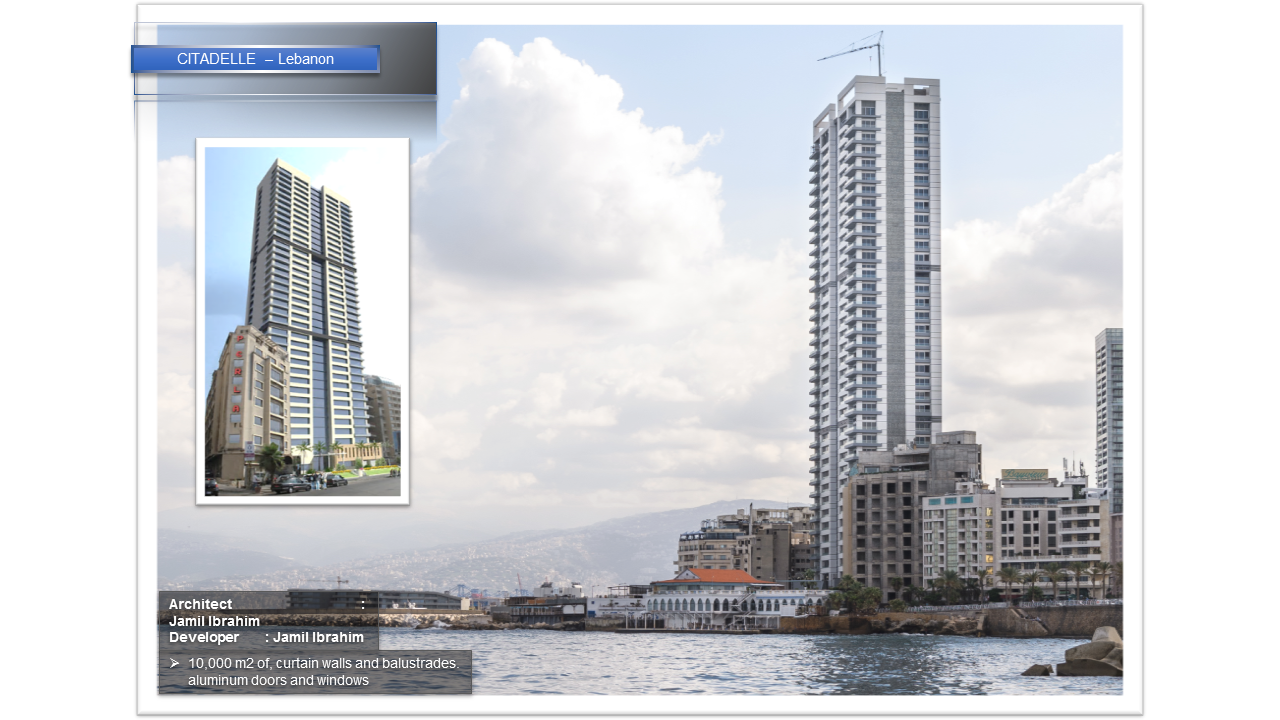 CITADELLE – Lebanon
Architect :
Jamil Ibrahim
Developer : Jamil Ibrahim
➢ 10,000 m2 of, curtain walls and balustrades.
aluminum doors and windows